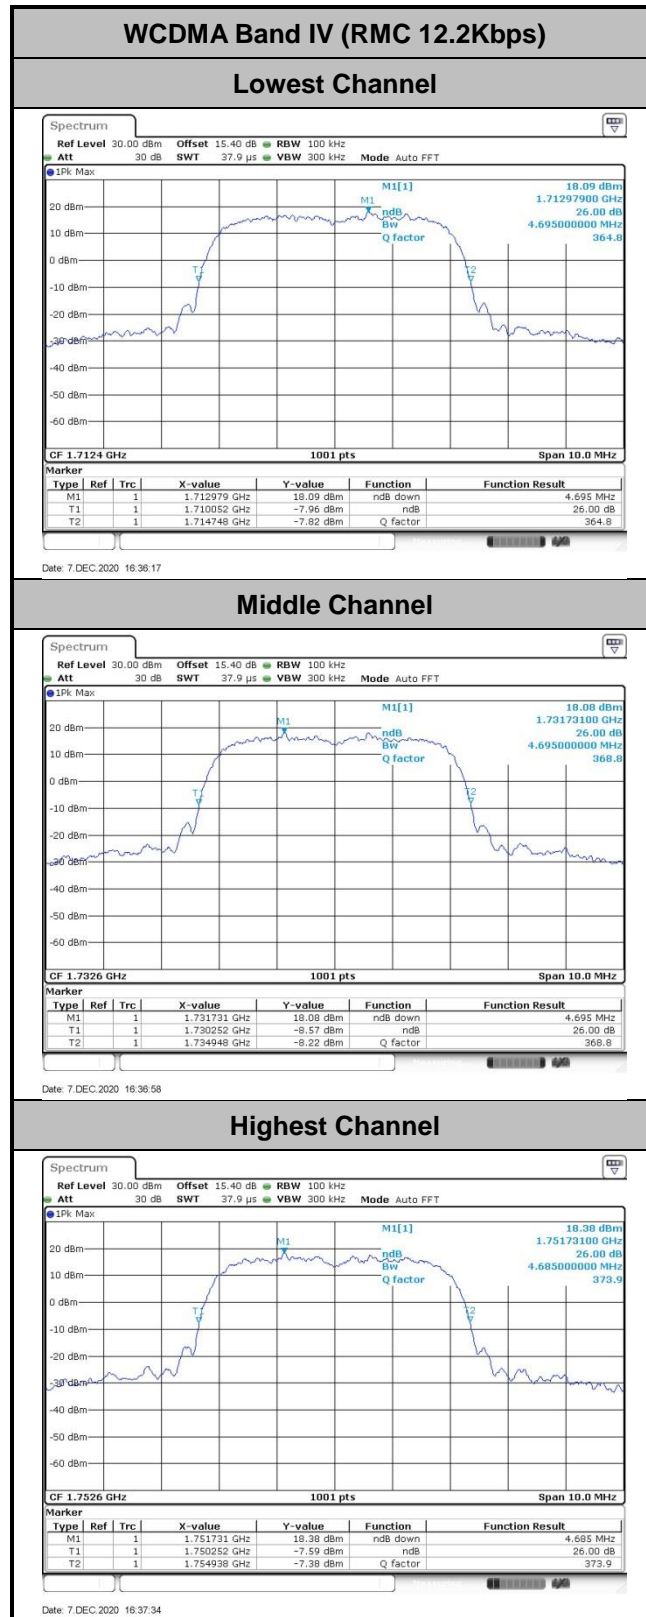 WCDMA Band IV (RMC 12.2Kbps)
Lowest Channel
Spectrum
Ref Level 30.00 dBm Offset 15.40 dB RBW 100 kHz
Att 30 dB SWT 37.9 µs VBW 300 kHz Mode Auto FFT
1Pk Max
M1[1] 18.09 dBm
1.71297900 GHz
M1
ndB 26.00 dB
Bw 4.695000000 MHz
Q factor 364.8
20 dBm
10 dBm
0 dBm
T1
T2
-10 dBm
-20 dBm
-30 dBm
-40 dBm
-50 dBm
-60 dBm
CF 1.7124 GHz 1001 pts Span 10.0 MHz
Marker
Type Ref Trc X-value Y-value Function Function Result
M1 1 1.712979 GHz 18.09 dBm ndB down 4.695 MHz
T1 1 1.710052 GHz -7.96 dBm ndB 26.00 dB
T2 1 1.714748 GHz -7.82 dBm Q factor 364.8
Date: 7.DEC.2020 16:36:17
Middle Channel
Spectrum
Ref Level 30.00 dBm Offset 15.40 dB RBW 100 kHz
Att 30 dB SWT 37.9 µs VBW 300 kHz Mode Auto FFT
1Pk Max
M1[1] 18.08 dBm
1.73173100 GHz
M1
ndB 26.00 dB
Bw 4.695000000 MHz
Q factor 368.8
20 dBm
10 dBm
0 dBm
T1
T2
-10 dBm
-20 dBm
-30 dBm
-40 dBm
-50 dBm
-60 dBm
CF 1.7326 GHz 1001 pts Span 10.0 MHz
Marker
Type Ref Trc X-value Y-value Function Function Result
M1 1 1.731731 GHz 18.08 dBm ndB down 4.695 MHz
T1 1 1.730252 GHz -8.57 dBm ndB 26.00 dB
T2 1 1.734948 GHz -8.22 dBm Q factor 368.8
Date: 7.DEC.2020 16:36:58
Highest Channel
Spectrum
Ref Level 30.00 dBm Offset 15.40 dB RBW 100 kHz
Att 30 dB SWT 37.9 µs VBW 300 kHz Mode Auto FFT
1Pk Max
M1[1] 18.38 dBm
1.75173100 GHz
M1
ndB 26.00 dB
Bw 4.685000000 MHz
Q factor 373.9
20 dBm
10 dBm
0 dBm
T1
T2
-10 dBm
-20 dBm
-30 dBm
-40 dBm
-50 dBm
-60 dBm
CF 1.7526 GHz 1001 pts Span 10.0 MHz
Marker
Type Ref Trc X-value Y-value Function Function Result
M1 1 1.751731 GHz 18.38 dBm ndB down 4.685 MHz
T1 1 1.750252 GHz -7.59 dBm ndB 26.00 dB
T2 1 1.754938 GHz -7.38 dBm Q factor 373.9
Date: 7.DEC.2020 16:37:34